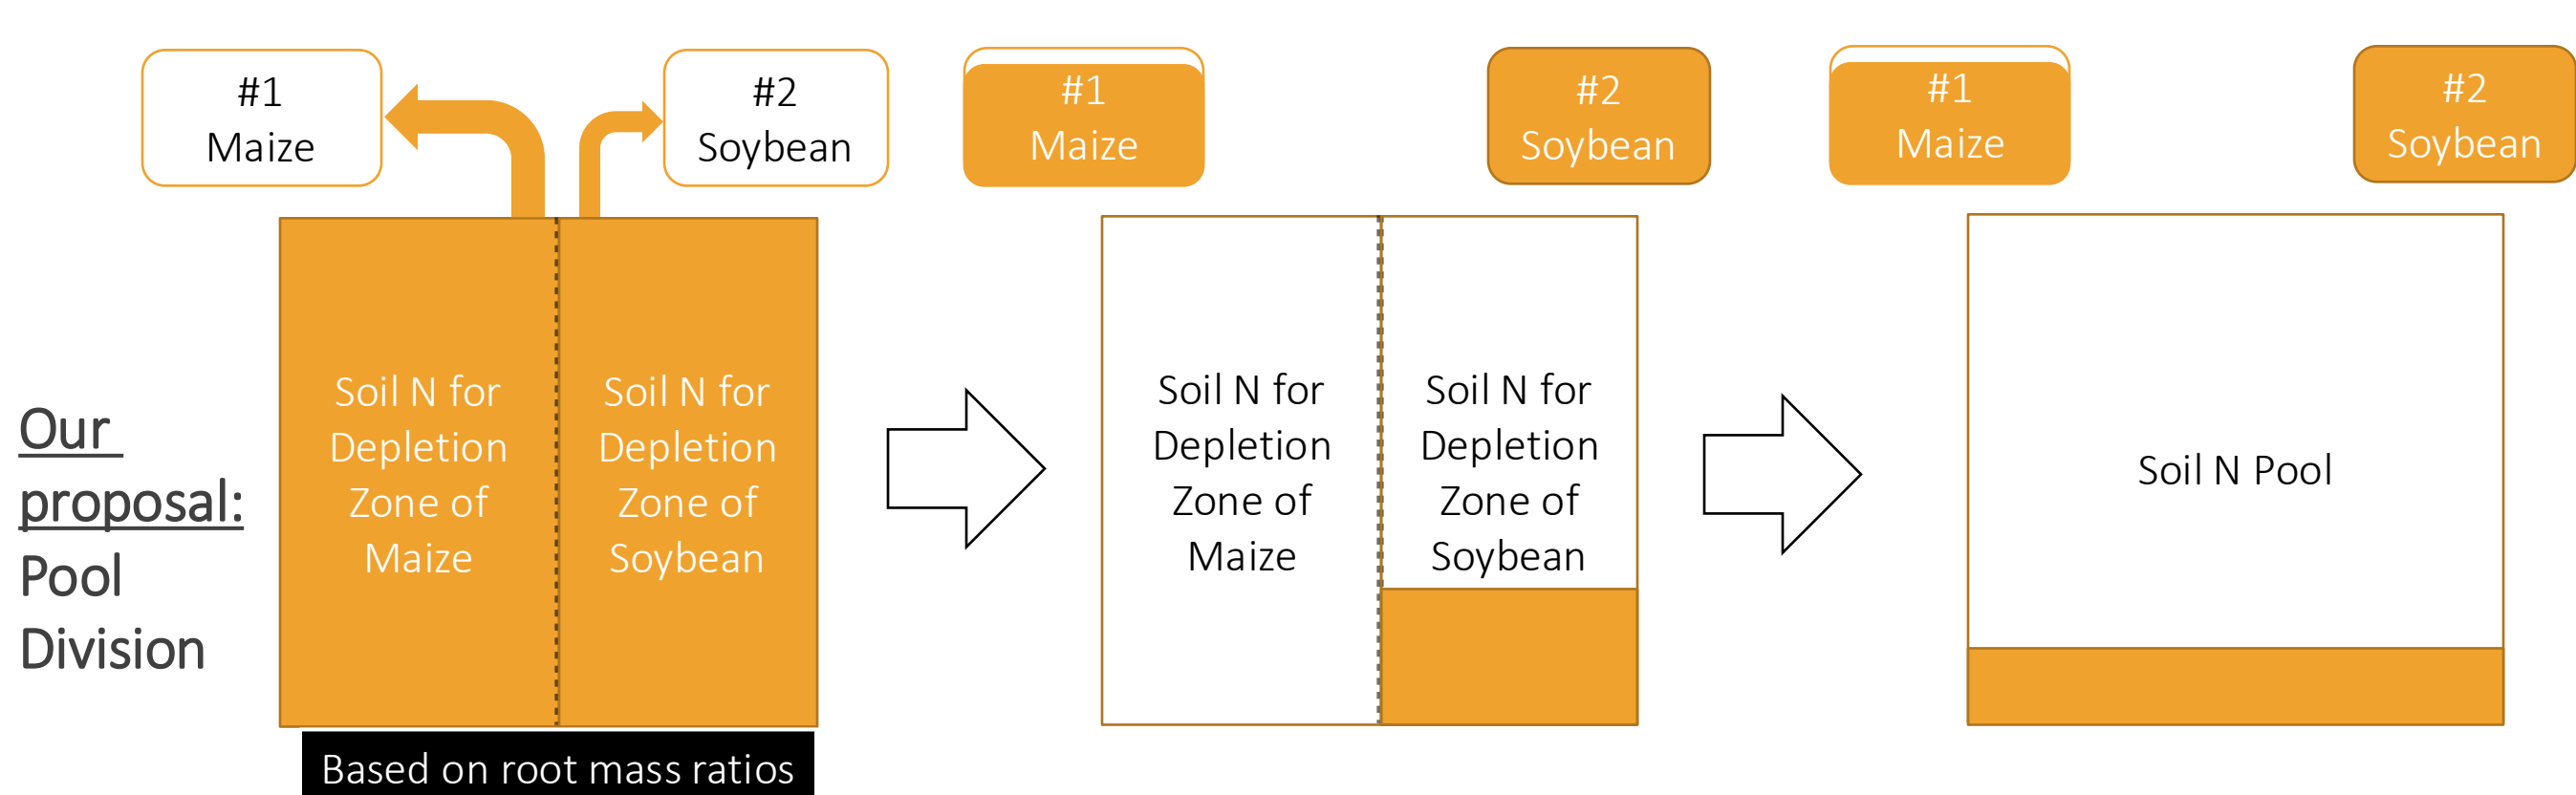 #1
Maize
#2
Soybean
#1
Maize
#2
Soybean
#1
Maize
#2
Soybean
Our
proposal:
Pool
Division
Soil N for
Depletion
Zone of
Maize
Soil N for
Depletion
Zone of
Soybean
Soil N for
Depletion
Zone of
Maize
Soil N for
Depletion
Zone of
Soybean
Soil N Pool
Based on root mass ratios